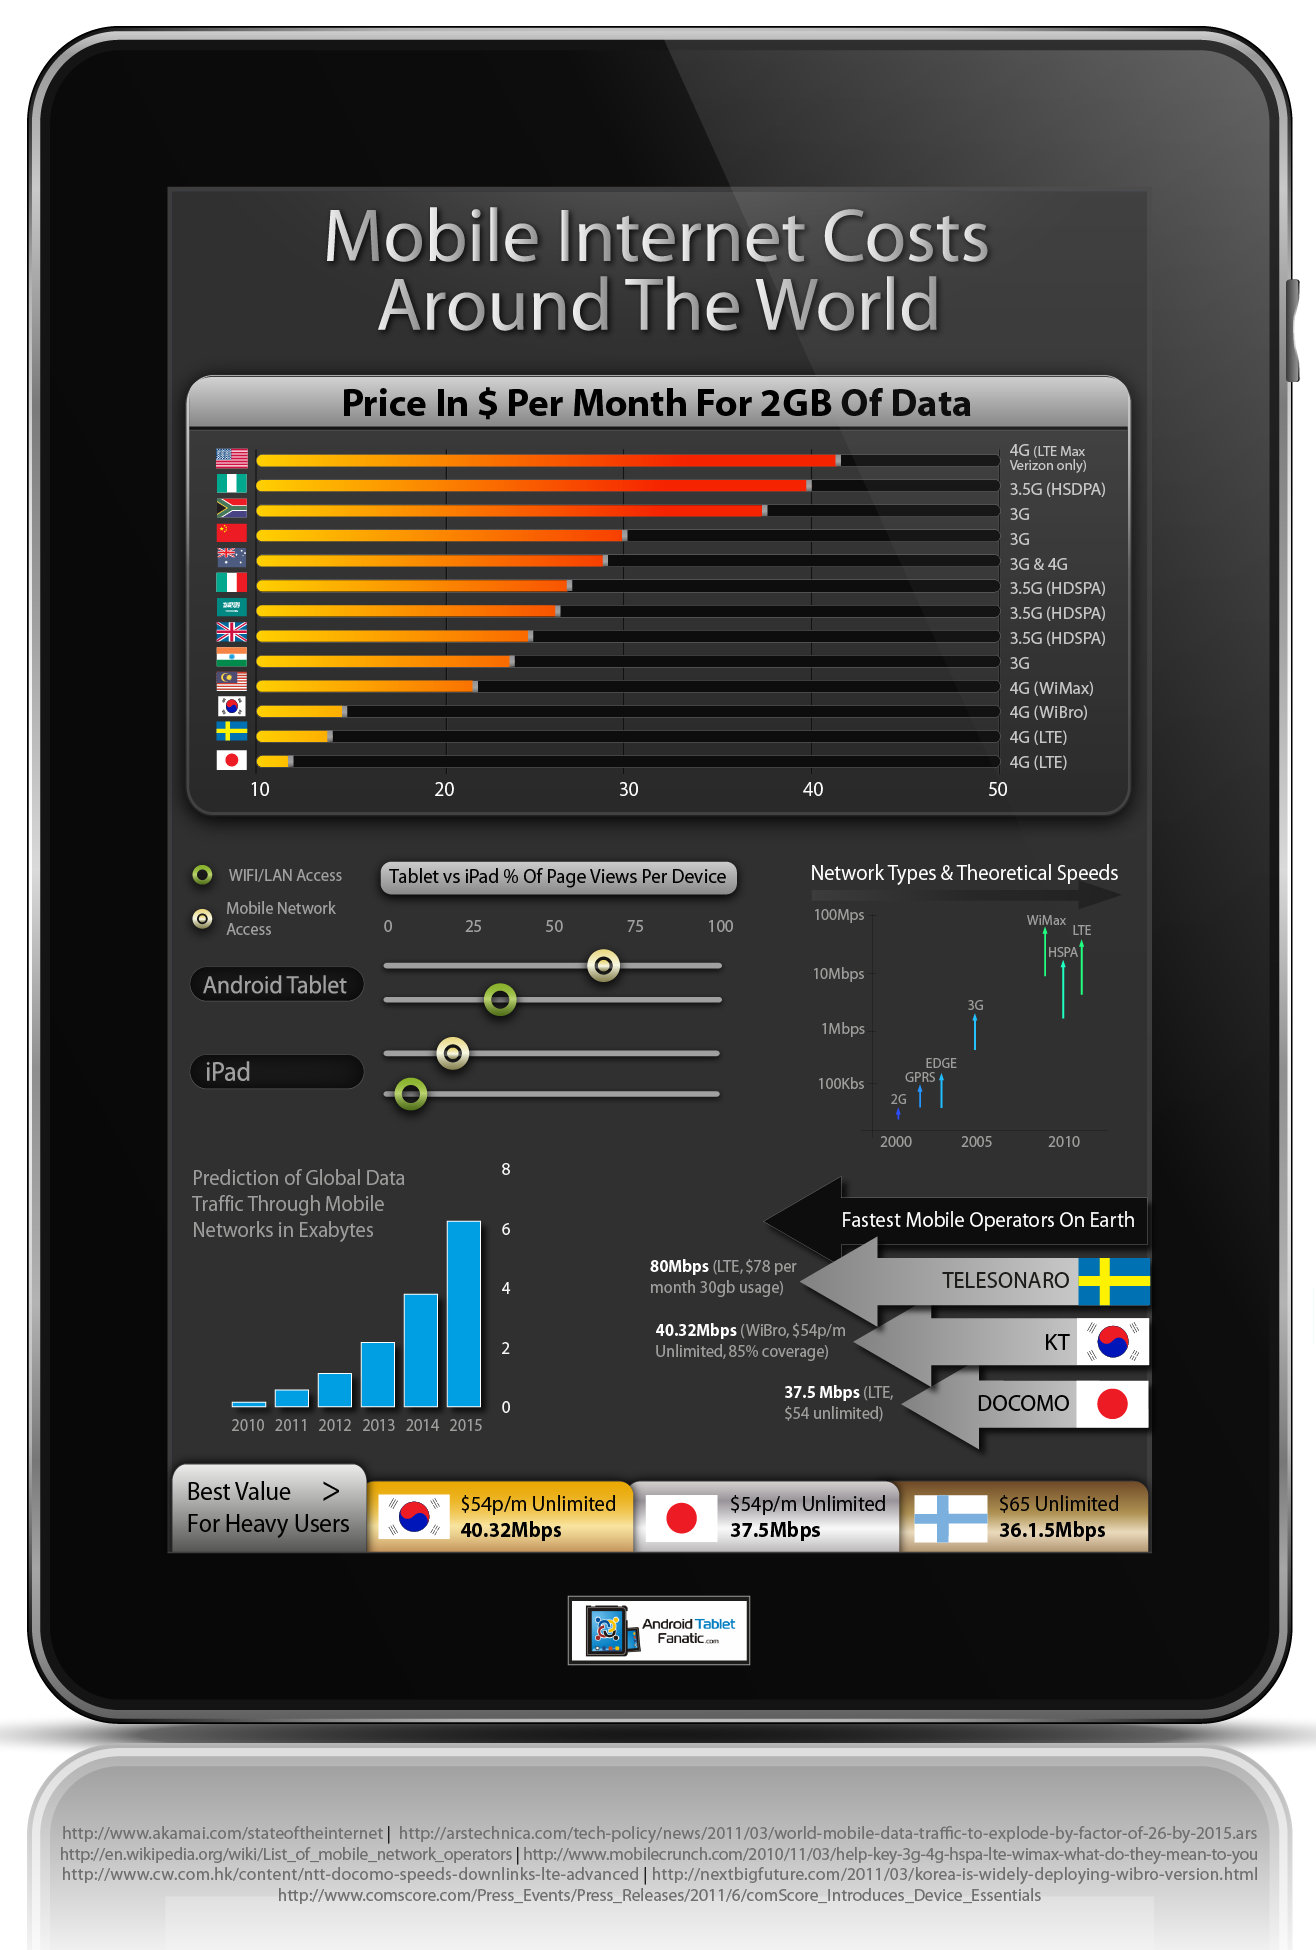 Mobile Internet Costs
Around The World
Price In $ Per Month For 2GB Of Data
4G (LTE Max
Verizon only)
3.5G (HSDPA)
3G
3G
3G & 4G
3.5G (HDSPA)
3.5G (HDSPA)
3.5G (HDSPA)
3G
4G (WiMax)
4G (WiBro)
4G (LTE)
4G (LTE)
10 20 30 40 50
WIFI/LAN Access
Mobile Network
Access
Tablet vs iPad % Of Page Views Per Device
0 25 50 75 100
Android Tablet
iPad
Network Types & Theoretical Speeds
100Mps
10Mbps
1Mbps
100Kbs
WiMax
LTE
HSPA
3G
EDGE
GPRS
2G
2000 2005 2010
Prediction of Global Data
Traffic Through Mobile
Networks in Exabytes
8
6
4
2
0
2010 2011 2012 2013 2014 2015
Fastest Mobile Operators On Earth
80Mbps (LTE, $78 per
month 30gb usage)
TELESONARO
40.32Mbps (WiBro, $54p/m
Unlimited, 85% coverage)
KT
37.5 Mbps (LTE,
$54 unlimited)
DOCOMO
Best Value >
For Heavy Users
$54p/m Unlimited
40.32Mbps
$54p/m Unlimited
37.5Mbps
$65 Unlimited
36.1.5Mbps
Android Tablet
Fanatic.com
http://www.akamai.com/stateoftheinternet | http://arstechnica.com/tech-policy/news/2011/03/world-mobile-data-traffic-to-explode-by-factor-of-26-by-2015.ars
http://en.wikipedia.org/wiki/List_of_mobile_network_operators | http://www.mobilecrunch.com/2010/11/03/help-key-3g-4g-hspa-lte-wimax-what-do-they-mean-to-you
http://www.cw.com.hk/content/ntt-docomo-speeds-downlinks-lte-advanced | http://nextbigfuture.com/2011/03/korea-is-widely-deploying-wibro-version.html
http://www.comscore.com/Press_Events/Press_Releases/2011/6/comScore_Introduces_Device_Essentials